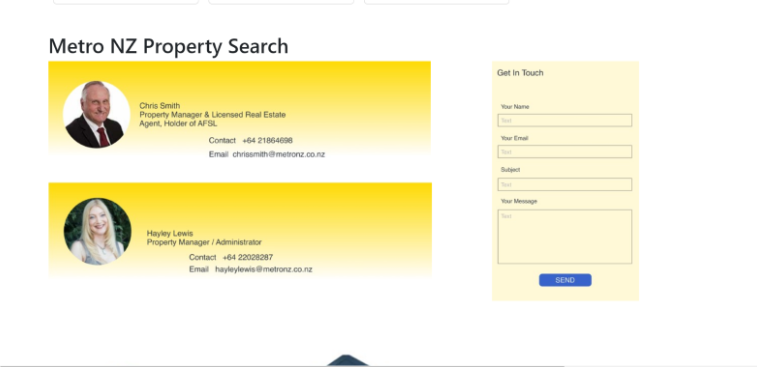 Metro NZ Property Search
Chris Smith
Property Manager & Licensed Real Estate
Agent, Holder of AFSL
Contact +64 21864698
Email chrissmith@metronz.co.nz
Hayley Lewis
Property Manager / Administrator
Contact +64 22028287
Email hayleylewis@metronz.co.nz
Get In Touch
Your Name
Text
Your Email
Text
Subject
Text
Your Message
Text
SEND